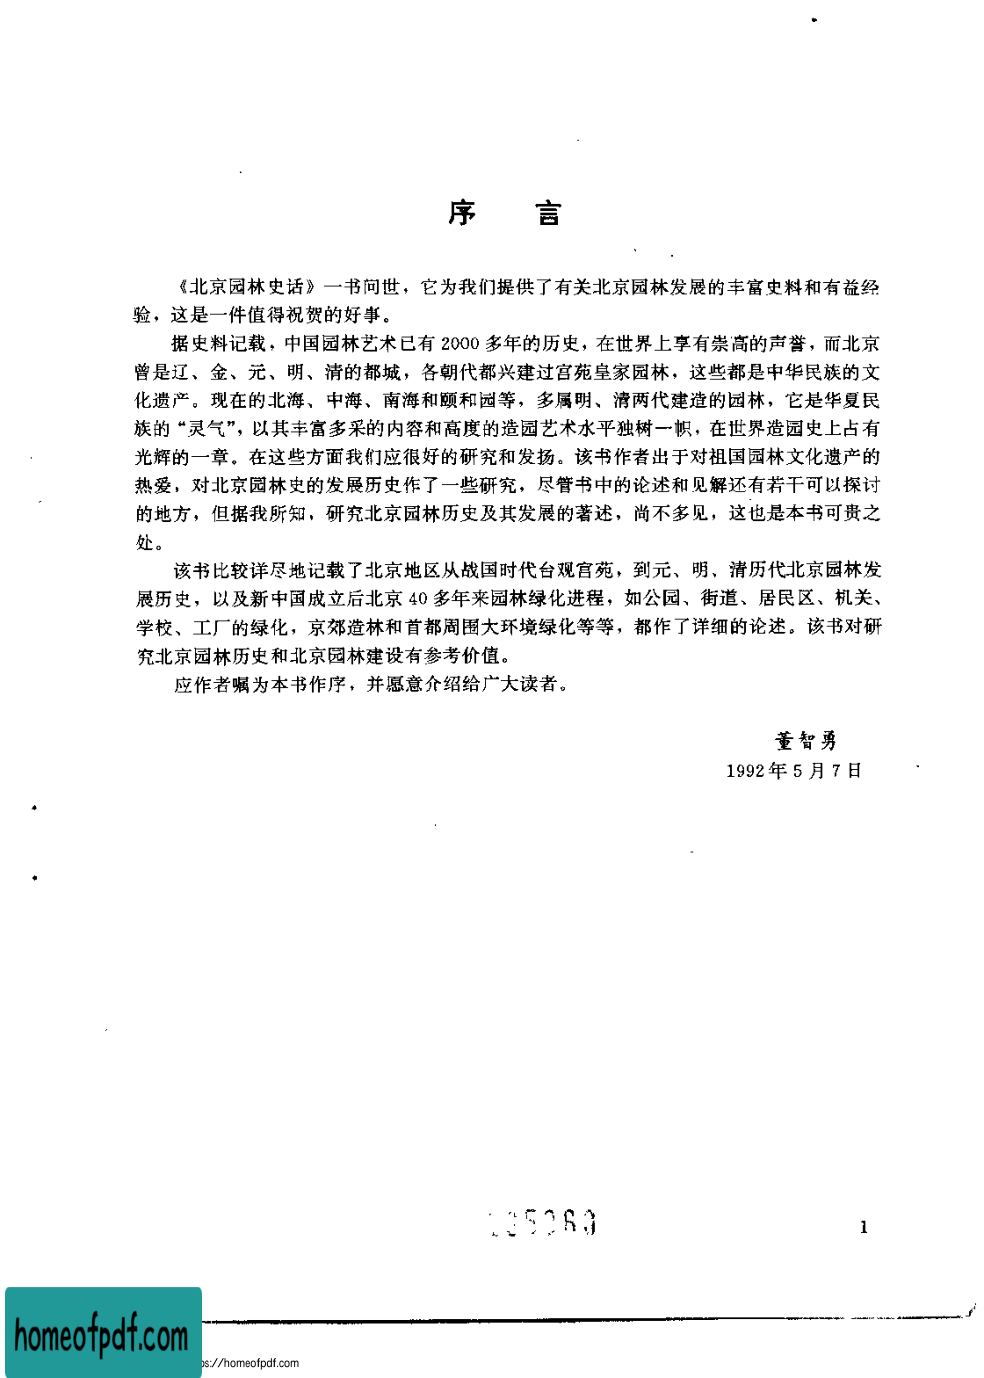 序 言
《北京园林史话》一书问世，它为我们提供了有关北京园林发展的丰富史料和有益经
验，这是一件值得祝贺的好事。
据史料记载，中国园林艺术已有 2000 多年的历史，在世界上享有崇高的声誉，而北京
曾是辽、金、元、明、清的都城，各朝代都兴建过宫苑皇家园林，这些都是中华民族的文
化遗产。现在的北海、中海、南海和颐和园等，多属明、清两代建造的园林，它是华夏民
族的“灵气”，以其丰富多采的内容和高度的造园艺术水平独树一帜，在世界造园史上占有
光辉的一章。在这些方面我们应很好的研究和发扬。该书作者出于对祖国园林文化遗产的
热爱，对北京园林史的发展历史作了一些研究，尽管书中的论述和见解还有若干可以探讨
的地方，但据我所知，研究北京园林历史及其发展的著述，尚不多见，这也是本书可贵之
处。
该书比较详尽地记载了北京地区从战国时代台观宫苑，到元、明、清历代北京园林发
展历史，以及新中国成立后北京 40 多年来园林绿化进程，如公园、街道、居民区、机关、
学校、工厂的绿化，京郊造林和首都周围大环境绿化等等，都作了详细的论述。该书对研
究北京园林历史和北京园林建设有参考价值。
应作者嘱为本书作序，并愿意介绍给广大读者。
董智勇
1992年5月7日
1
homeofpdf.com
ps://homeofpdf.com